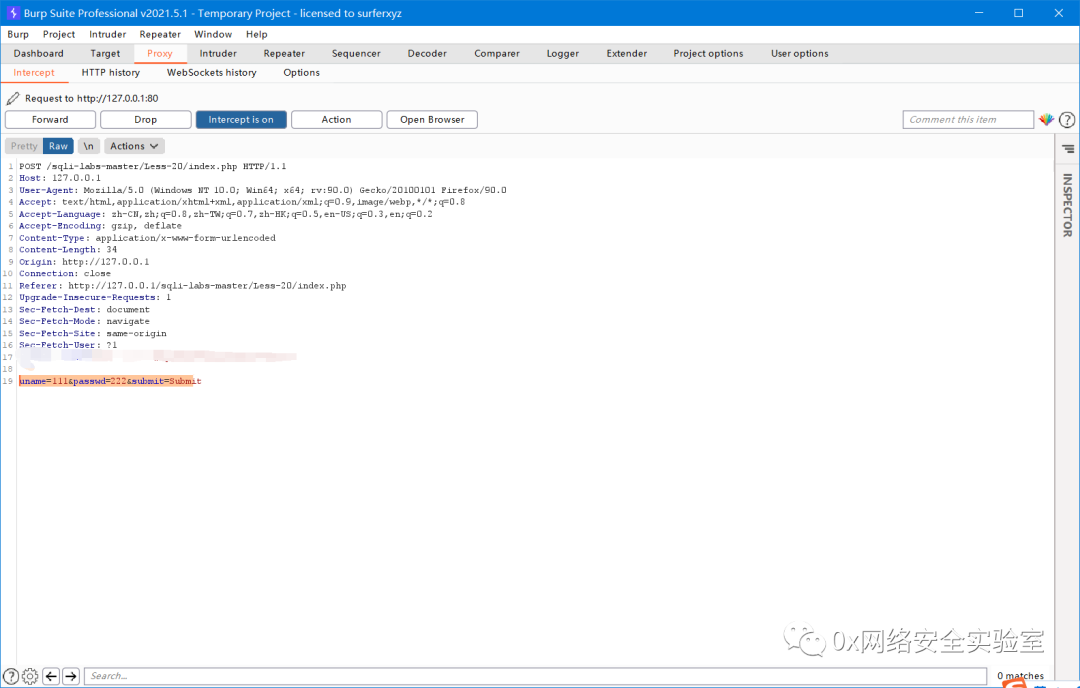 Burp Suite Professional v2021.5.1 - Temporary Project - licensed to surferxyz
Burp Project Intruder Repeater Window Help
Dashboard Target Proxy Intruder Repeater Sequencer Decoder Comparer Logger Extender Project options User options
Intercept HTTP history WebSockets history Options
Request to http://127.0.0.1:80
Forward Drop Intercept is on Action Open Browser Comment this item ?
Pretty Raw \n Actions
INSPECTOR
1 POST /sqli-labs-master/Less-20/index.php HTTP/1.1
2 Host: 127.0.0.1
3 User-Agent: Mozilla/5.0 (Windows NT 10.0; Win64; x64; rv:90.0) Gecko/20100101 Firefox/90.0
4 Accept: text/html,application/xhtml+xml,application/xml;q=0.9,image/webp,*/*;q=0.8
5 Accept-Language: zh-CN,zh;q=0.8,zh-TW;q=0.7,zh-HK;q=0.5,en-US;q=0.3,en;q=0.2
6 Accept-Encoding: gzip, deflate
7 Content-Type: application/x-www-form-urlencoded
8 Content-Length: 34
9 Origin: http://127.0.0.1
10 Connection: close
11 Referer: http://127.0.0.1/sqli-labs-master/Less-20/index.php
12 Upgrade-Insecure-Requests: 1
13 Sec-Fetch-Dest: document
14 Sec-Fetch-Mode: navigate
15 Sec-Fetch-Site: same-origin
16 Sec-Fetch-User: ?1
17
18
19 uname=111&passwd=222&submit=Submit
0x网络安全实验室
? Search... 0 matches